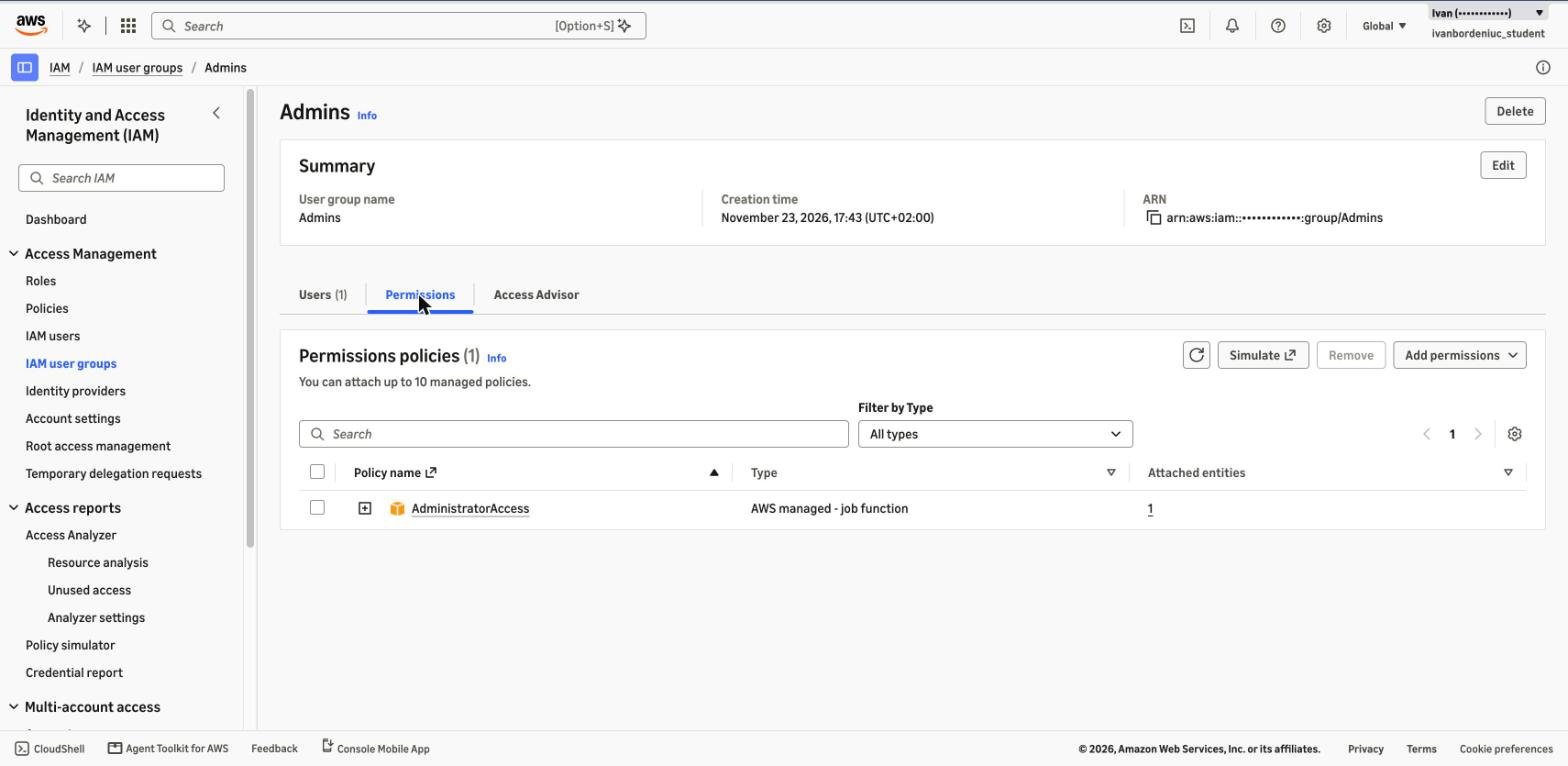 aws
Search [Option+S]
Global
Ivan (••••••••••••)
ivanbordeniuc_student
IAM / IAM user groups / Admins
Identity and Access
Management (IAM)
Search IAM
Dashboard
Access Management
Roles
Policies
IAM users
IAM user groups
Identity providers
Account settings
Root access management
Temporary delegation requests
Access reports
Access Analyzer
Resource analysis
Unused access
Analyzer settings
Policy simulator
Credential report
Multi-account access
Admins Info
Delete
Summary
Edit
User group name
Admins
Creation time
November 23, 2026, 17:43 (UTC+02:00)
ARN
arn:aws:iam::••••••••••••:group/Admins
Users (1) Permissions Access Advisor
Permissions policies (1) Info
Simulate Remove Add permissions
You can attach up to 10 managed policies.
Filter by Type
Search All types 1
Policy name Type Attached entities
AdministratorAccess AWS managed - job function 1
CloudShell Agent Toolkit for AWS Feedback Console Mobile App © 2026, Amazon Web Services, Inc. or its affiliates. Privacy Terms Cookie preferences